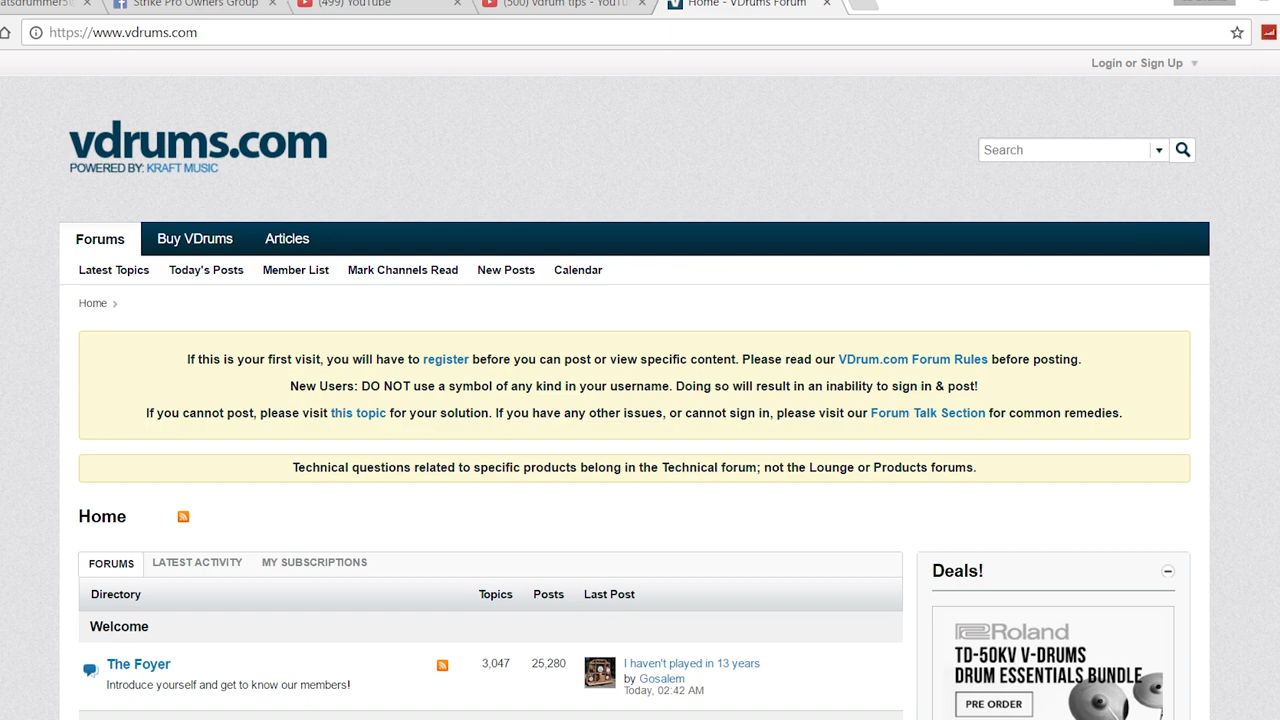 Strike Pro Owners Group
(499) YouTube
(500) vdrum tips - YouTu
Home - VDrums Forum
https://www.vdrums.com
Login or Sign Up
vdrums.com
POWERED BY: KRAFT MUSIC
Search
Forums
Buy VDrums
Articles
Latest Topics
Today's Posts
Member List
Mark Channels Read
New Posts
Calendar
Home
If this is your first visit, you will have to register before you can post or view specific content. Please read our VDrum.com Forum Rules before posting.
New Users: DO NOT use a symbol of any kind in your username. Doing so will result in an inability to sign in & post!
If you cannot post, please visit this topic for your solution. If you have any other issues, or cannot sign in, please visit our Forum Talk Section for common remedies.
Technical questions related to specific products belong in the Technical forum; not the Lounge or Products forums.
Home
FORUMS
LATEST ACTIVITY
MY SUBSCRIPTIONS
Directory
Topics
Posts
Last Post
Welcome
The Foyer
Introduce yourself and get to know our members!
3,047
25,280
I haven't played in 13 years
by Gosalem
Today, 02:42 AM
Deals!
Roland
TD-50KV V-DRUMS
DRUM ESSENTIALS BUNDLE
PRE ORDER